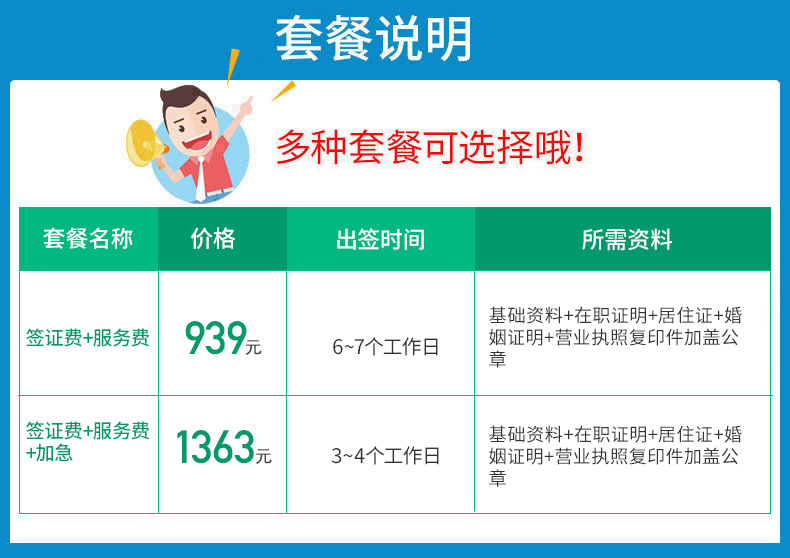 套餐说明
多种套餐可选择哦!
套餐名称 价格 出签时间 所需资料
签证费+服务费
939元
6~7个工作日
基础资料+在职证明+居住证+婚
姻证明+营业执照复印件加盖公
章
签证费+服务费
+加急
1363元
3~4个工作日
基础资料+在职证明+居住证+婚
姻证明+营业执照复印件加盖公
章